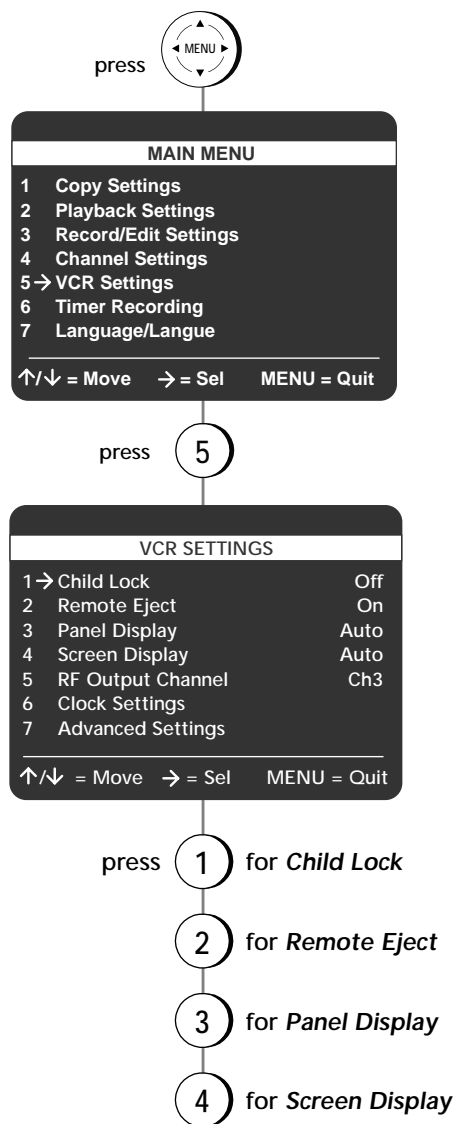 MENU
press
MAIN MENU
1 Copy Settings
2 Playback Settings
3 Record/Edit Settings
4 Channel Settings
5→ VCR Settings
6 Timer Recording
7 Language/Langue
↑/↓ = Move → = Sel MENU = Quit
press 5
VCR SETTINGS
1→ Child Lock Off
2 Remote Eject On
3 Panel Display Auto
4 Screen Display Auto
5 RF Output Channel Ch3
6 Clock Settings
7 Advanced Settings
↑/↓ = Move → = Sel MENU = Quit
press 1 for Child Lock
2 for Remote Eject
3 for Panel Display
4 for Screen Display